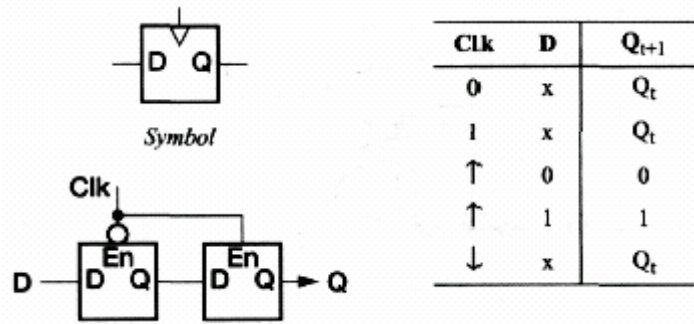 D Q
Symbol
Clk
En En
D D Q D Q Q
Clk D Qt+1
0 x Qt
1 x Qt
↑ 0 0
↑ 1 1
↓ x Qt